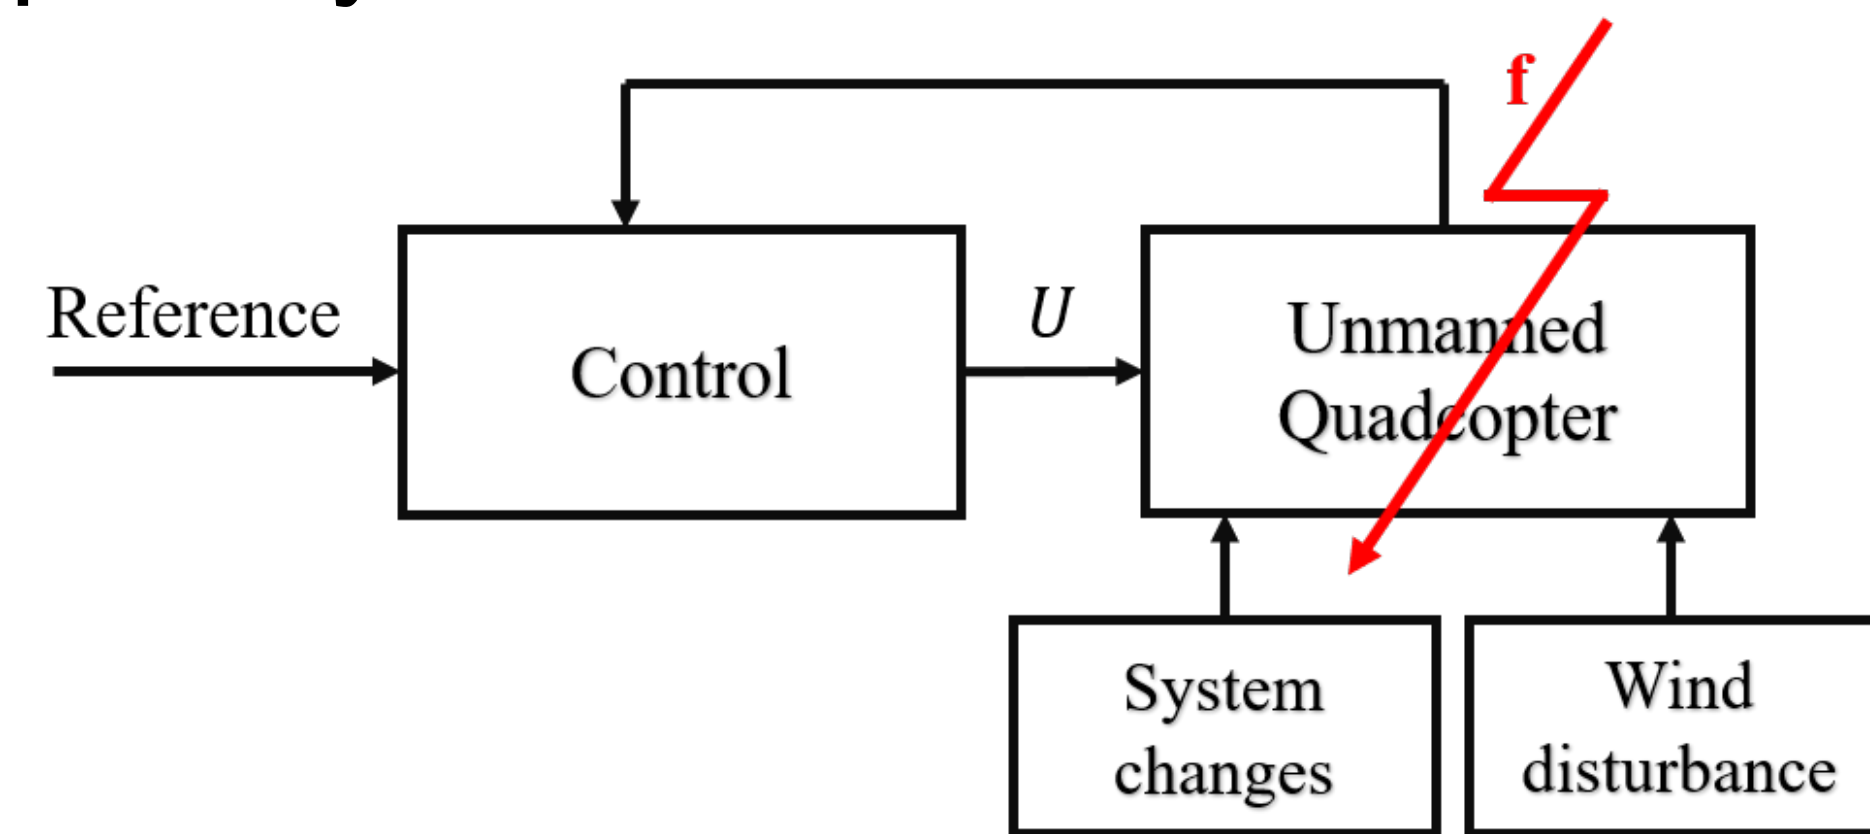 f
Reference
U
Control
Unmanned
Quadcopter
System
changes
Wind
disturbance